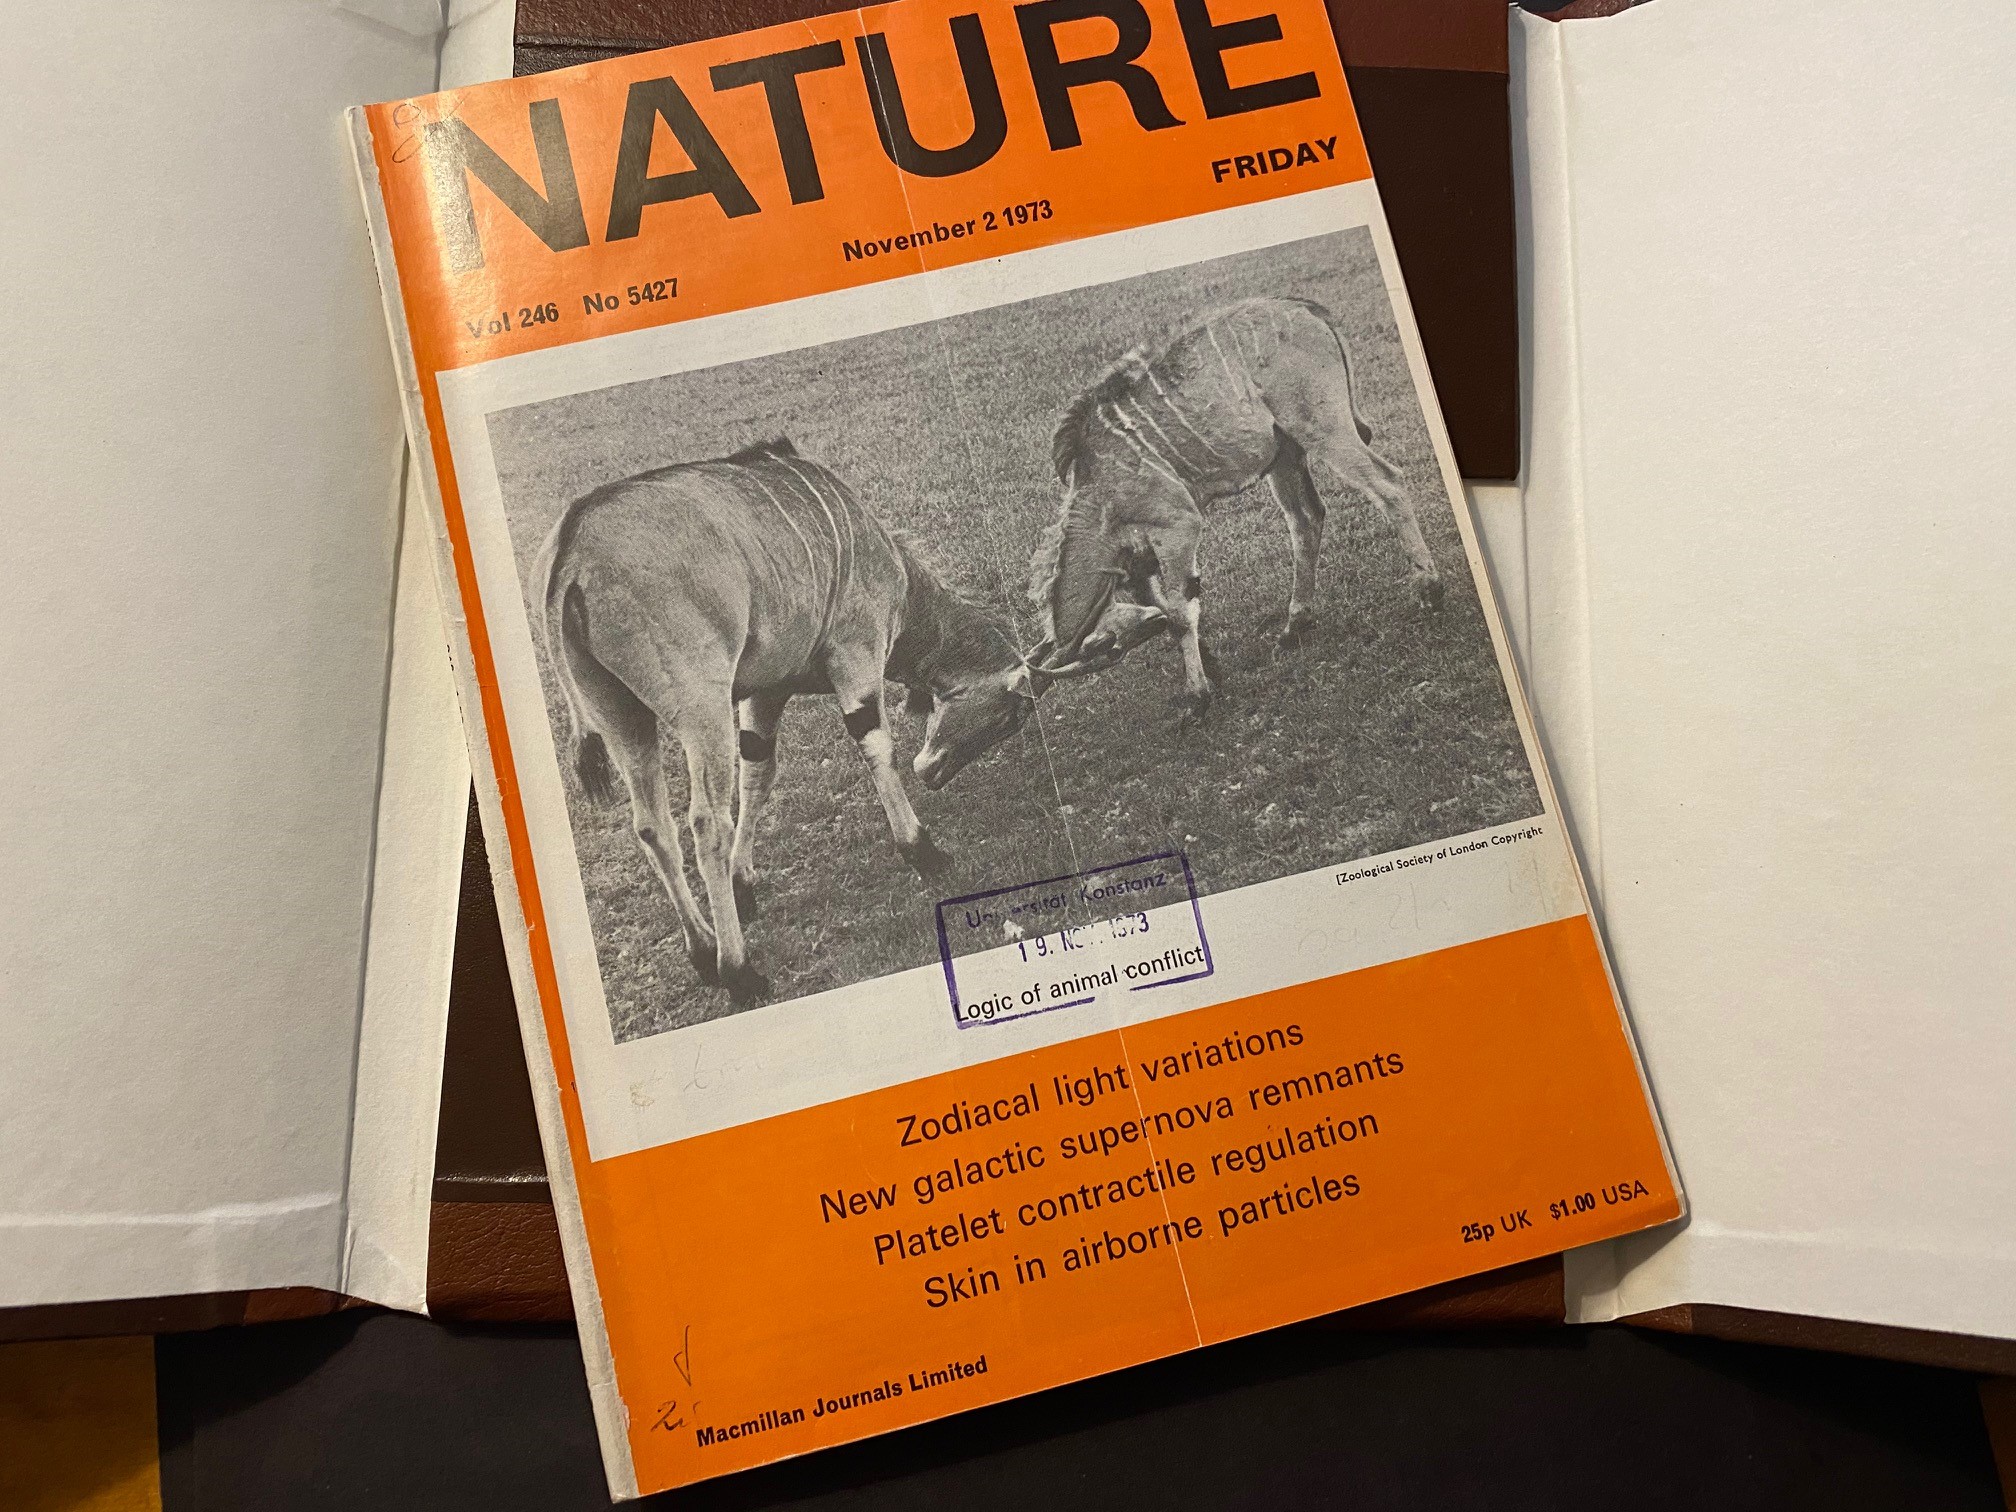 NATURE
FRIDAY
November 2 1973
Vol 246 No 5427
[Zoological Society of London Copyright
Universität Konstanz
19. NOV. 1973
Logic of animal conflict
Zodiacal light variations
New galactic supernova remnants
Platelet contractile regulation
Skin in airborne particles
25p UK $1.00 USA
Macmillan Journals Limited